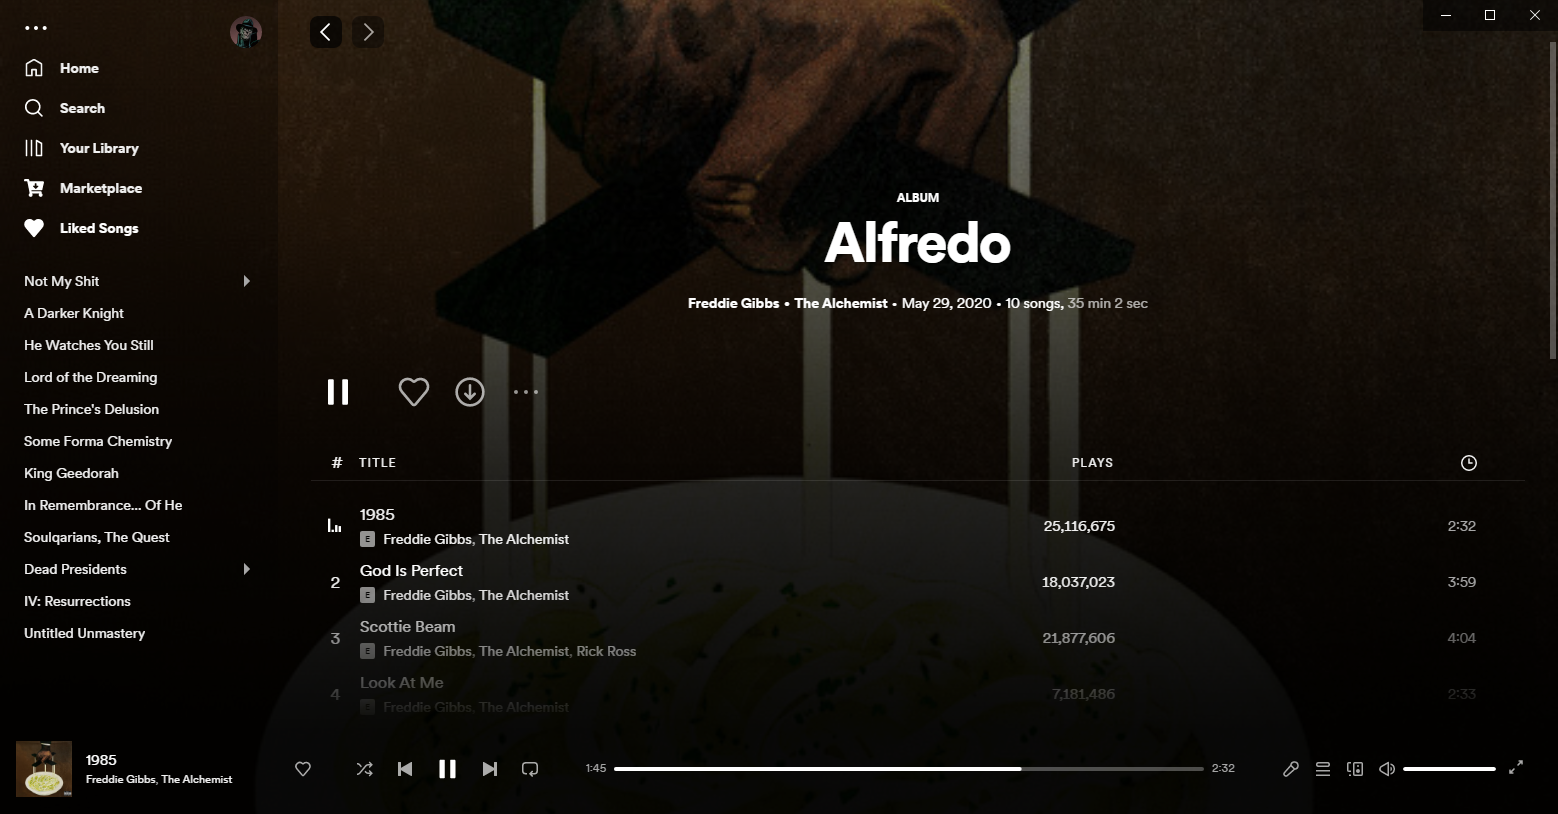 Home
Search
Your Library
Marketplace
Liked Songs
Not My Shit
A Darker Knight
He Watches You Still
Lord of the Dreaming
The Prince's Delusion
Some Forma Chemistry
King Geedorah
In Remembrance... Of He
Soulqarians, The Quest
Dead Presidents
IV: Resurrections
Untitled Unmastery
ALBUM
Alfredo
Freddie Gibbs • The Alchemist • May 29, 2020 • 10 songs, 35 min 2 sec
# TITLE PLAYS
1985
E Freddie Gibbs, The Alchemist
25,116,675 2:32
2 God Is Perfect
E Freddie Gibbs, The Alchemist
18,037,023 3:59
3 Scottie Beam
E Freddie Gibbs, The Alchemist, Rick Ross
21,877,606 4:04
4 Look At Me
E Freddie Gibbs, The Alchemist
7,181,486 2:33
1985
Freddie Gibbs, The Alchemist
1:45 2:32